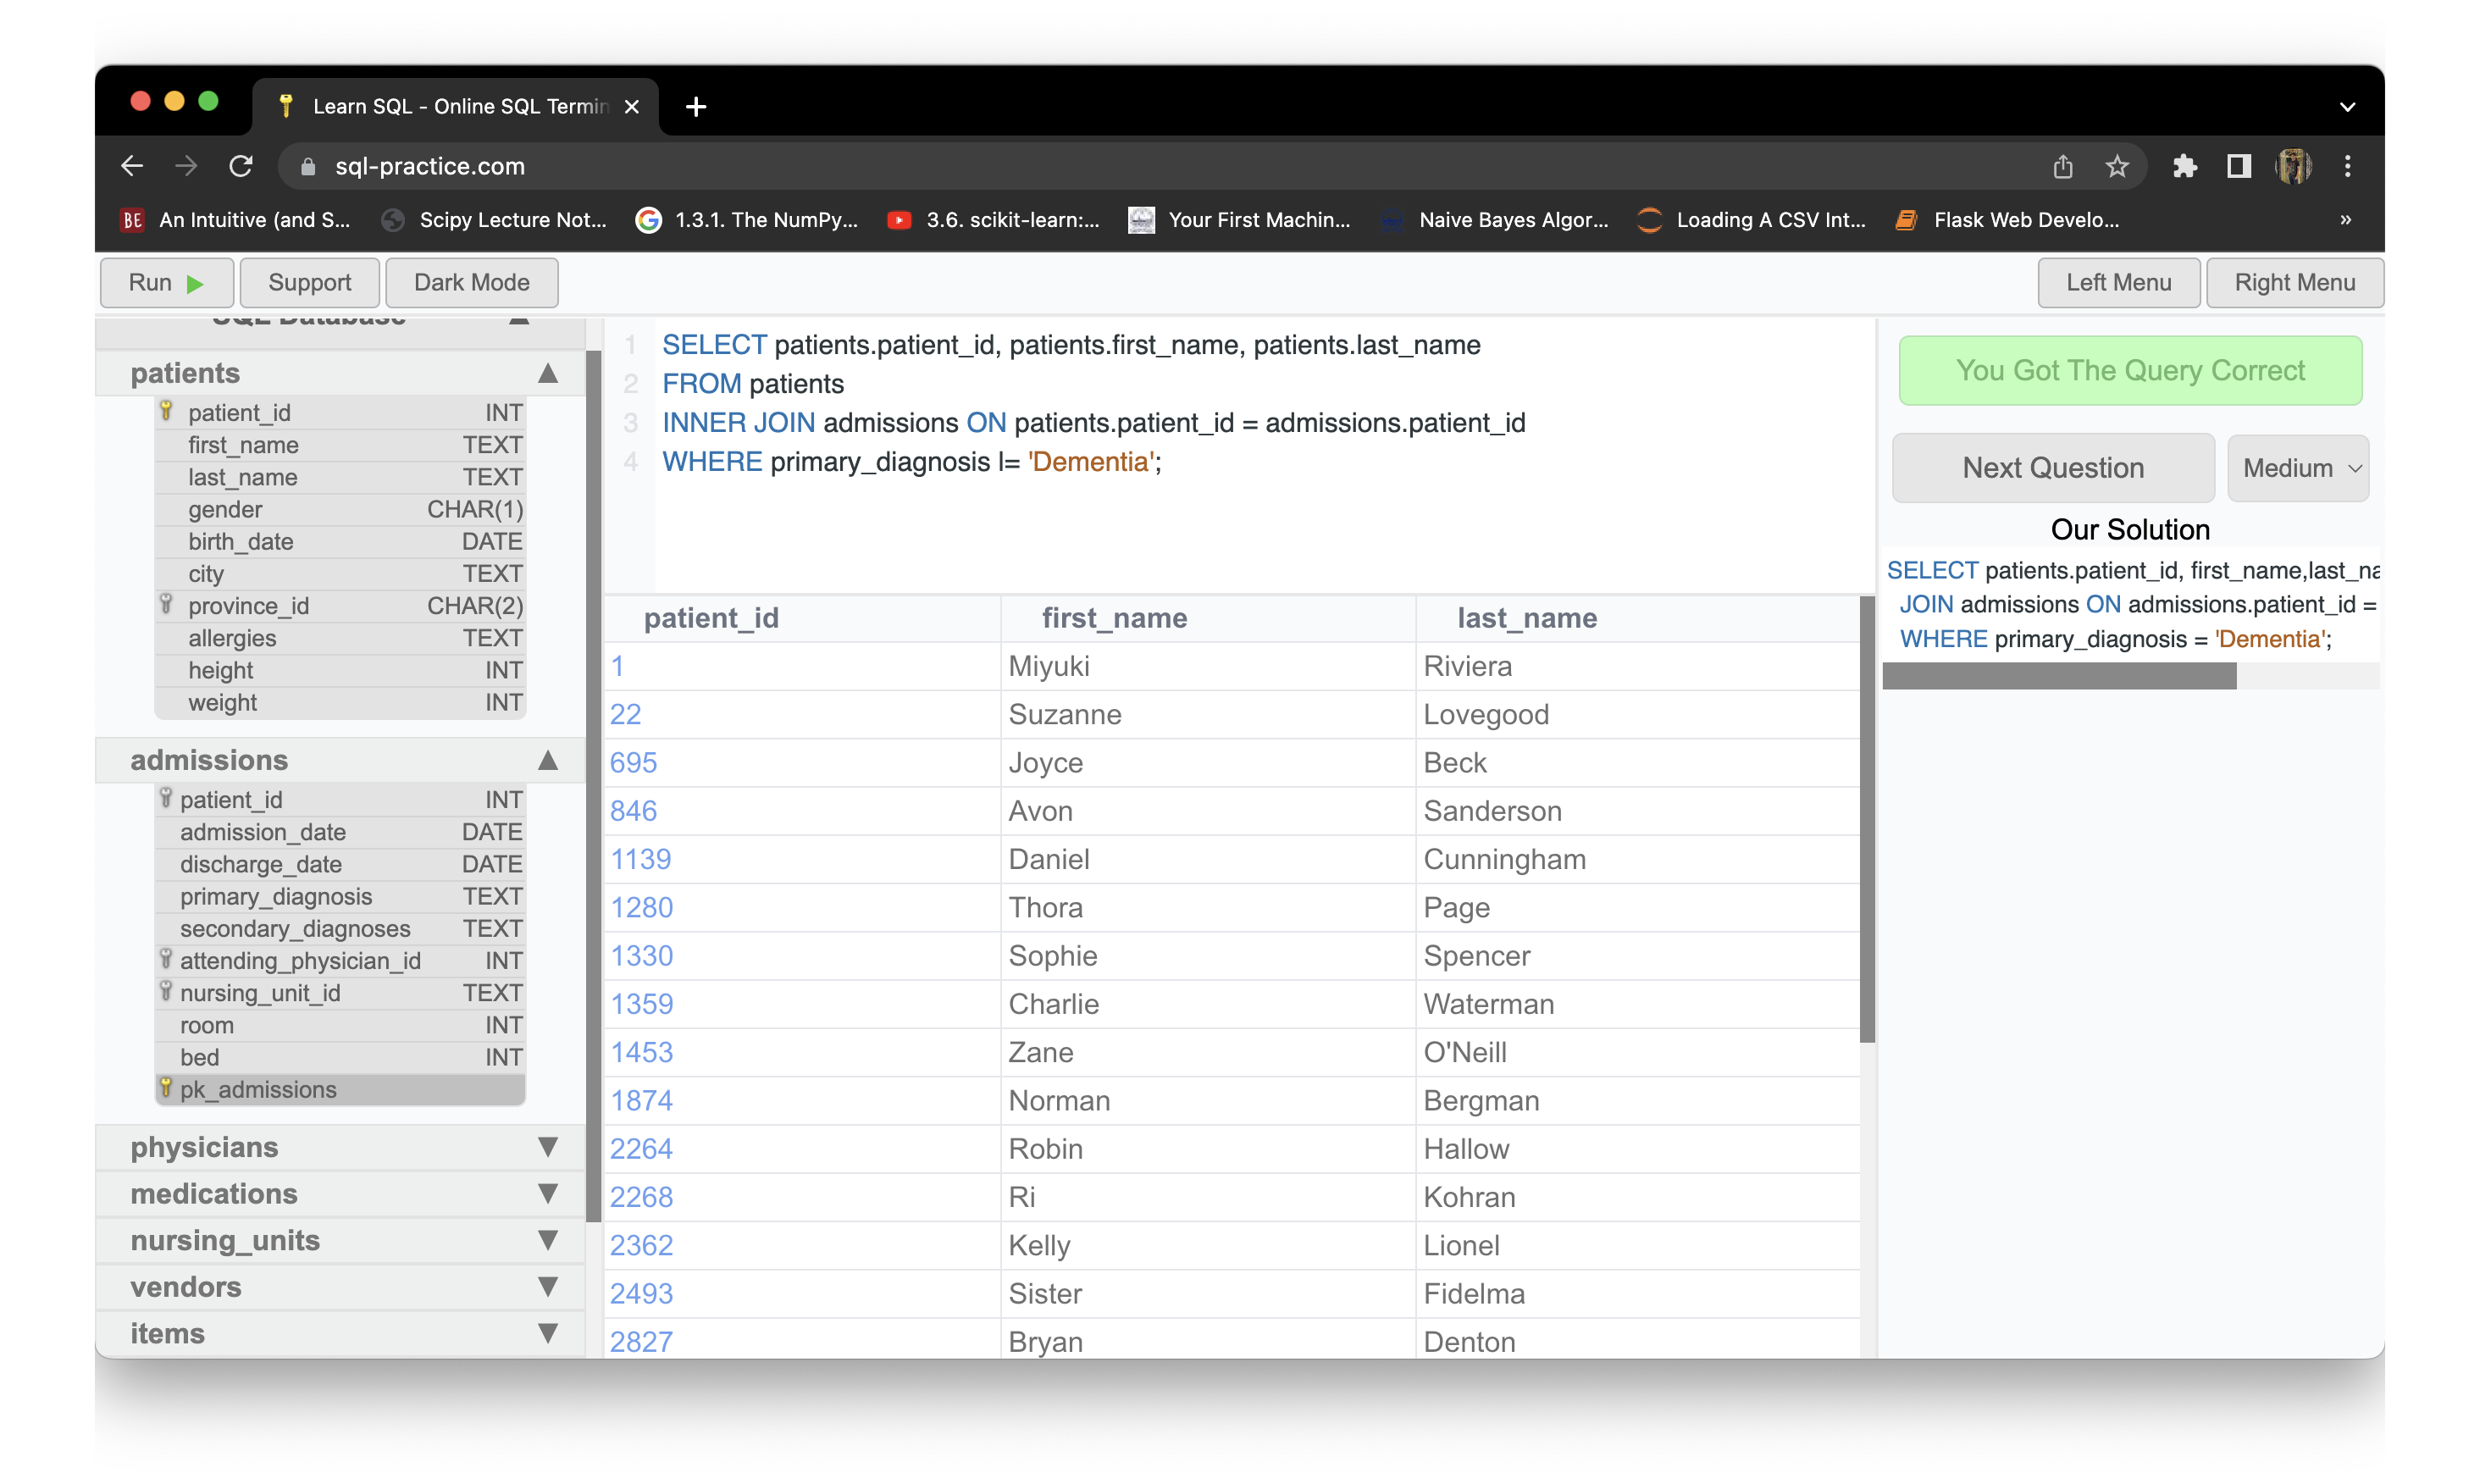 Learn SQL - Online SQL Termin
sql-practice.com
BE An Intuitive (and S...
Scipy Lecture Not...
1.3.1. The NumPy...
3.6. scikit-learn:...
Your First Machin...
Naive Bayes Algor...
Loading A CSV Int...
Flask Web Develo...
»
Run
Support
Dark Mode
Left Menu
Right Menu
SQL Database
patients
patient_id INT
first_name TEXT
last_name TEXT
gender CHAR(1)
birth_date DATE
city TEXT
province_id CHAR(2)
allergies TEXT
height INT
weight INT
admissions
patient_id INT
admission_date DATE
discharge_date DATE
primary_diagnosis TEXT
secondary_diagnoses TEXT
attending_physician_id INT
nursing_unit_id TEXT
room INT
bed INT
pk_admissions
physicians
medications
nursing_units
vendors
items
1 SELECT patients.patient_id, patients.first_name, patients.last_name
2 FROM patients
3 INNER JOIN admissions ON patients.patient_id = admissions.patient_id
4 WHERE primary_diagnosis |= 'Dementia';
patient_id first_name last_name
1 Miyuki Riviera
22 Suzanne Lovegood
695 Joyce Beck
846 Avon Sanderson
1139 Daniel Cunningham
1280 Thora Page
1330 Sophie Spencer
1359 Charlie Waterman
1453 Zane O'Neill
1874 Norman Bergman
2264 Robin Hallow
2268 Ri Kohran
2362 Kelly Lionel
2493 Sister Fidelma
2827 Bryan Denton
You Got The Query Correct
Next Question
Medium
Our Solution
SELECT patients.patient_id, first_name,last_na
JOIN admissions ON admissions.patient_id =
WHERE primary_diagnosis = 'Dementia';